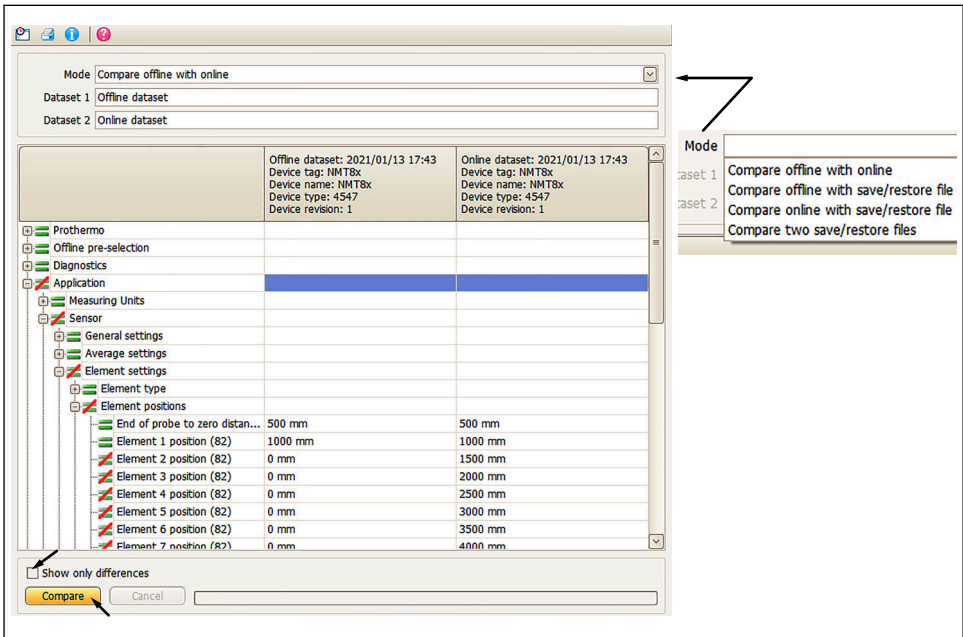 Mode Compare offline with online
Dataset 1 Offline dataset
Dataset 2 Online dataset
Offline dataset: 2021/01/13 17:43 Online dataset: 2021/01/13 17:43
Device tag: NMT8x Device tag: NMT8x
Device name: NMT8x Device name: NMT8x
Device type: 4547 Device type: 4547
Device revision: 1 Device revision: 1
Prothermo
Offline pre-selection
Diagnostics
Application
Measuring Units
Sensor
General settings
Average settings
Element settings
Element type
Element positions
End of probe to zero distan... 500 mm 500 mm
Element 1 position (82) 1000 mm 1000 mm
Element 2 position (82) 0 mm 1500 mm
Element 3 position (82) 0 mm 2000 mm
Element 4 position (82) 0 mm 2500 mm
Element 5 position (82) 0 mm 3000 mm
Element 6 position (82) 0 mm 3500 mm
Element 7 position (82) 0 mm 4000 mm
Show only differences
Compare Cancel
Mode
taset 1 Compare offline with online
Compare offline with save/restore file
taset 2 Compare online with save/restore file
Compare two save/restore files